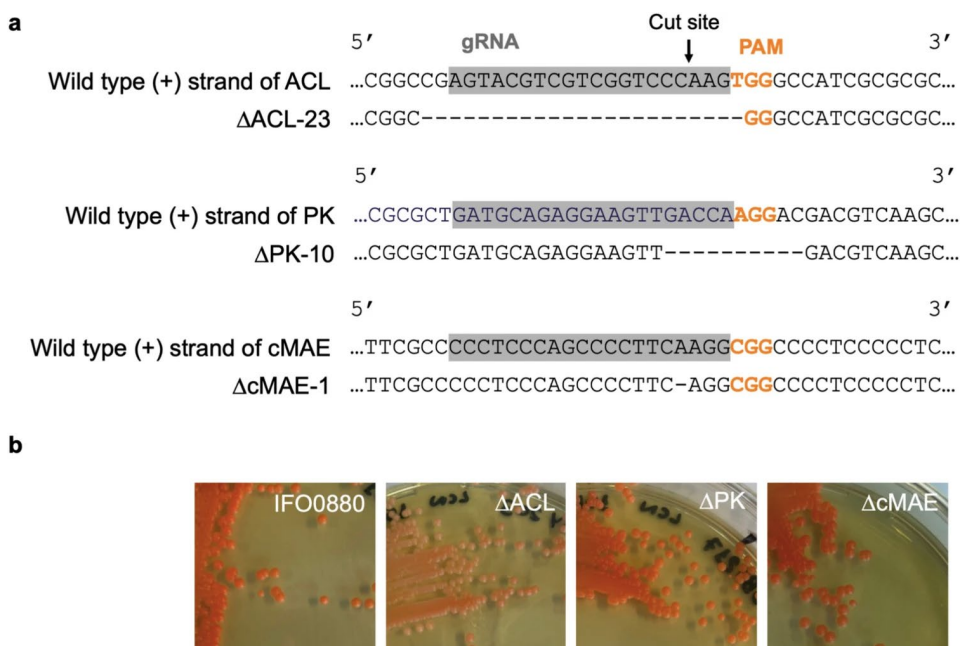 a
Cut site
5′ gRNA PAM 3′
Wild type (+) strand of ACL …CGGCCGAGTACGTCGTCGGTCCCAAGTGGGCCATCGCGCGC…
ΔACL-23 …CGGC-----------------------GGGCCATCGCGCGC…
5′ 3′
Wild type (+) strand of PK …CGCGCTGATGCAGAGGAAGTTGACCAAGGACGACGTCAAGC…
ΔPK-10 …CGCGCTGATGCAGAGGAAGTT----------GACGTCAAGC…
5′ 3′
Wild type (+) strand of cMAE …TTCGCCCCCTCCCAGCCCCTTCAAGGCGGCCCCTCCCCCTC…
ΔcMAE-1 …TTCGCCCCCTCCCAGCCCCTTC-AGGCGGCCCCTCCCCCTC…
b
IFO0880 ΔACL ΔPK ΔcMAE